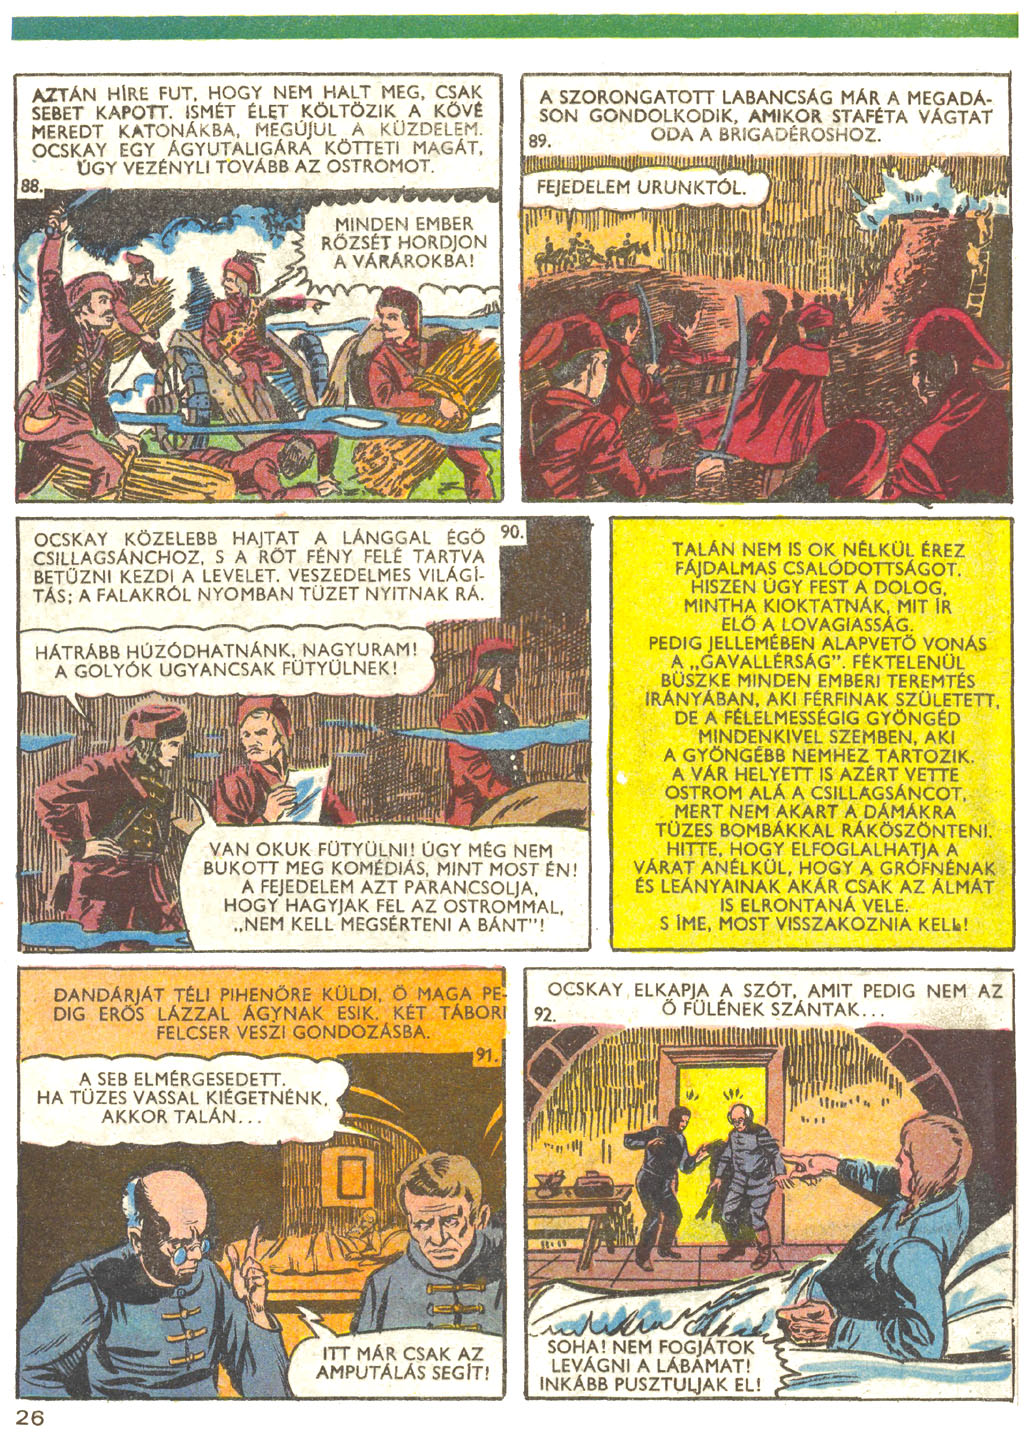 AZTÁN HÍRE FUT, HOGY NEM HALT MEG, CSAK
SEBET KAPOTT. ISMÉT ÉLET KÖLTÖZIK A KŐVÉ
MEREDT KATONÁKBA, MEGÚJUL A KÜZDELEM.
OCSKAY EGY ÁGYUTALIGÁRA KÖTTETI MAGÁT,
ÚGY VEZÉNYLI TOVÁBB AZ OSTROMOT.
88.
MINDEN EMBER
RŐZSÉT HORDJON
A VÁRÁROKBA!
A SZORONGATOTT LABANCSÁG MÁR A MEGADÁ-
SON GONDOLKODIK, AMIKOR STAFÉTA VÁGTAT
ODA A BRIGADÉROSHOZ.
89.
FEJEDELEM URUNKTÓL.
OCSKAY KÖZELEBB HAJTAT A LÁNGGAL ÉGŐ
CSILLAGSÁNCHOZ, S A RŐT FÉNY FELÉ TARTVA
BETŰZNI KEZDI A LEVELET. VESZEDELMES VILÁGÍ-
TÁS; A FALAKRÓL NYOMBAN TÜZET NYITNAK RÁ.
90.
HÁTRÁBB HÚZÓDHATNÁNK, NAGYURAM!
A GOLYÓK UGYANCSAK FÜTYÜLNEK!
VAN OKUK FÜTYÜLNI! ÚGY MÉG NEM
BUKOTT MEG KOMÉDIÁS, MINT MOST ÉN!
A FEJEDELEM AZT PARANCSOLJA,
HOGY HAGYJAK FEL AZ OSTROMMAL,
„NEM KELL MEGSÉRTENI A BÁNT"!
TALÁN NEM IS OK NÉLKÜL ÉREZ
FÁJDALMAS CSALÓDOTTSÁGOT.
HISZEN ÚGY FEST A DOLOG,
MINTHA KIOKTATNÁK, MIT ÍR
ELŐ A LOVAGIASSÁG.
PEDIG JELLEMÉBEN ALAPVETŐ VONÁS
A „GAVALLÉRSÁG". FÉKTELENÜL
BÜSZKE MINDEN EMBERI TEREMTÉS
IRÁNYÁBAN, AKI FÉRFINAK SZÜLETETT,
DE A FÉLELMESSÉGIG GYÖNGÉD
MINDENKIVEL SZEMBEN, AKI
A GYÖNGÉBB NEMHEZ TARTOZIK.
A VÁR HELYETT IS AZÉRT VETTE
OSTROM ALÁ A CSILLAGSÁNCOT,
MERT NEM AKART A DÁMÁKRA
TÜZES BOMBÁKKAL RÁKÖSZÖNTENI.
HITTE, HOGY ELFOGLALHATJA A
VÁRAT ANÉLKÜL, HOGY A GRÓFNÉNAK
ÉS LEÁNYAINAK AKÁR CSAK AZ ÁLMÁT
IS ELRONTANÁ VELE.
S ÍME, MOST VISSZAKOZNIA KELL!
DANDÁRJÁT TÉLI PIHENŐRE KÜLDI, Ő MAGA PE-
DIG ERŐS LÁZZAL ÁGYNAK ESIK. KÉT TÁBORI
FELCSER VESZI GONDOZÁSBA.
91.
A SEB ELMÉRGESEDETT.
HA TÜZES VASSAL KIÉGETNÉNK,
AKKOR TALÁN...
ITT MÁR CSAK AZ
AMPUTÁLÁS SEGÍT!
OCSKAY ELKAPJA A SZÓT, AMIT PEDIG NEM AZ
Ő FÜLÉNEK SZÁNTAK...
92.
SOHA! NEM FOGJÁTOK
LEVÁGNI A LÁBAMAT!
INKÁBB PUSZTULJAK EL!
26